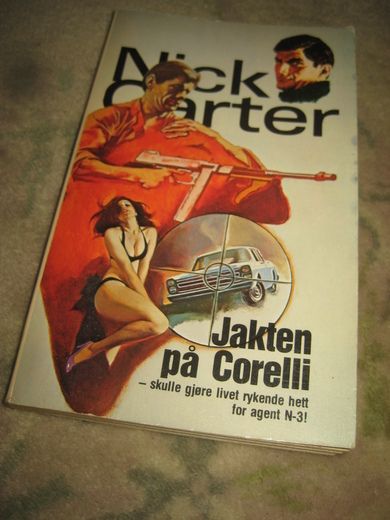 Nick
Carter
Jakten
på Corelli
– skulle gjøre livet rykende hett
for agent N-3!